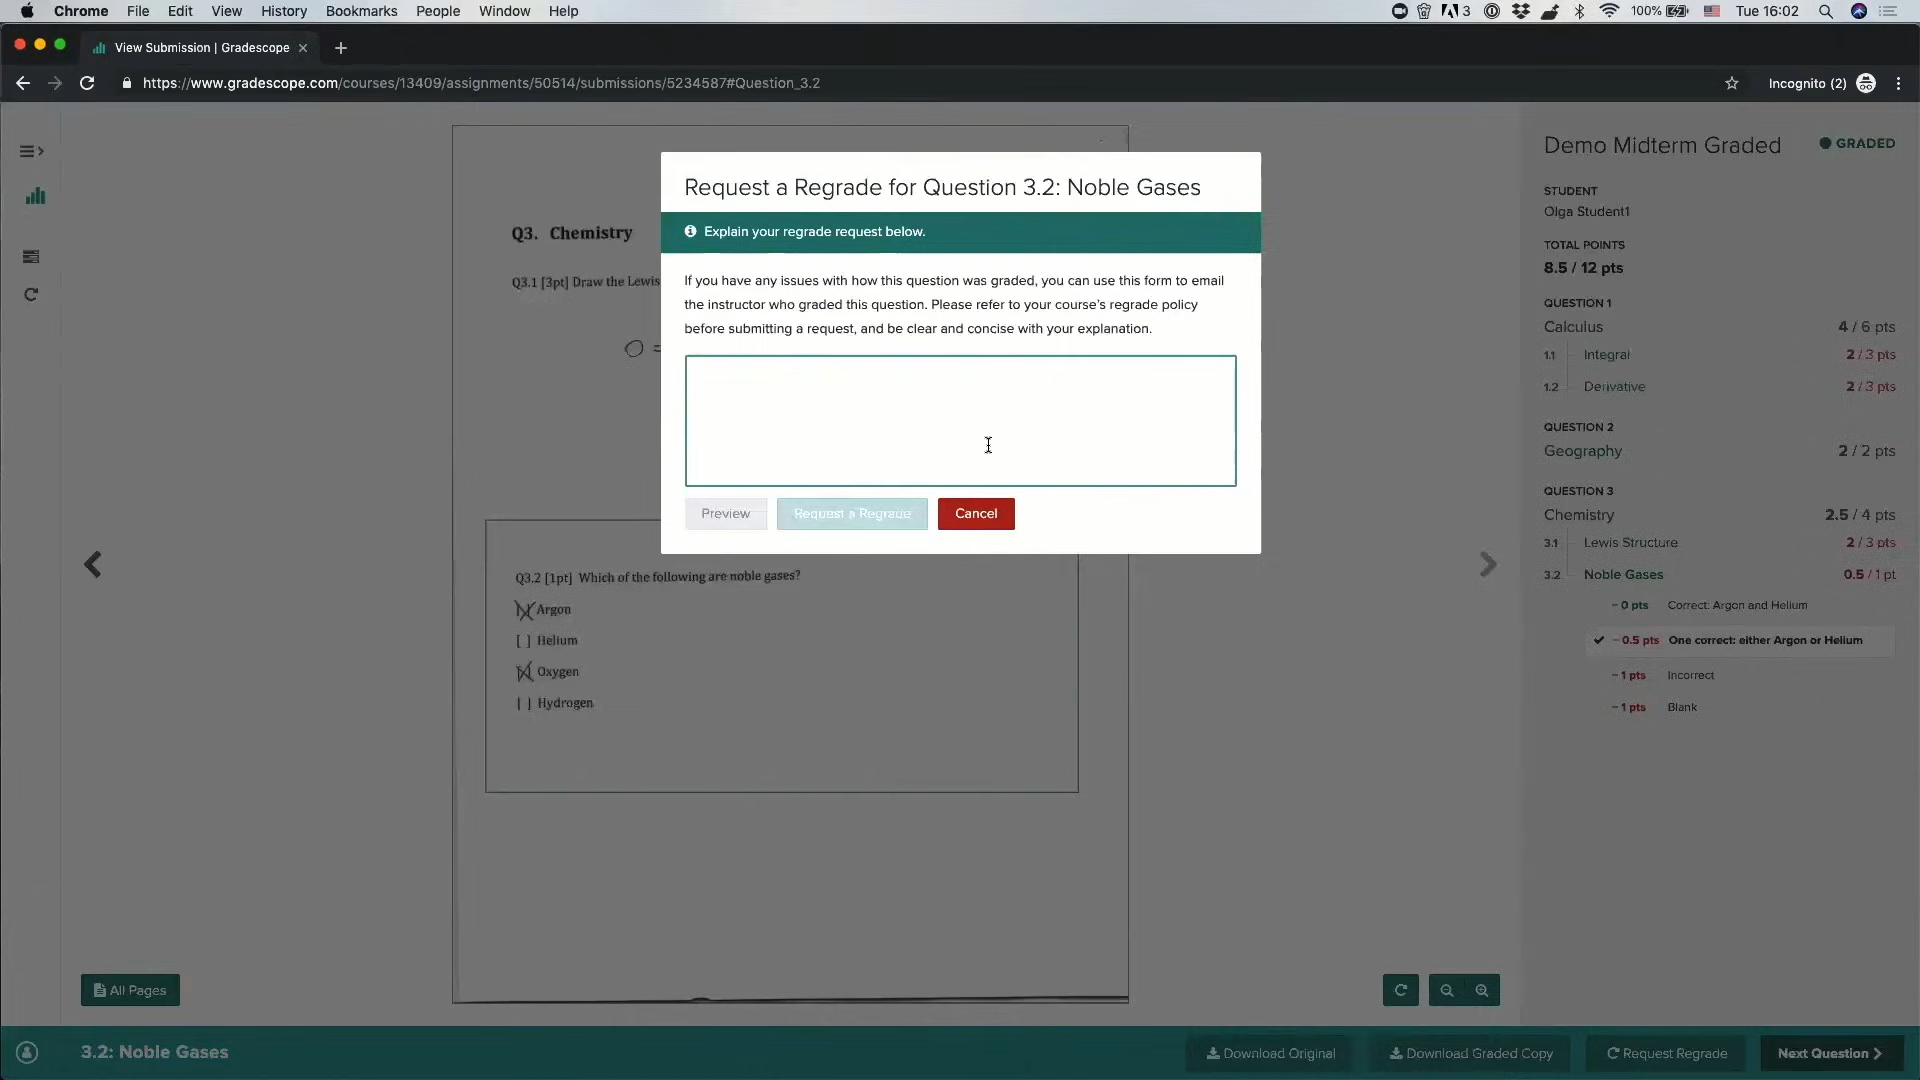 Chrome File Edit View History Bookmarks People Window Help
3 100% Tue 16:02
View Submission | Gradescope
https://www.gradescope.com/courses/13409/assignments/50514/submissions/5234587#Question_3.2
Incognito (2)
Q3. Chemistry
Q3.1 [3pt] Draw the Lewis
O =
Request a Regrade for Question 3.2: Noble Gases
Explain your regrade request below.
If you have any issues with how this question was graded, you can use this form to email
the instructor who graded this question. Please refer to your course's regrade policy
before submitting a request, and be clear and concise with your explanation.
Preview Request a Regrade Cancel
Q3.2 [1pt] Which of the following are noble gases?
[X] Argon
[ ] Helium
[X] Oxygen
[ ] Hydrogen
Demo Midterm Graded GRADED
STUDENT
Olga Student1
TOTAL POINTS
8.5 / 12 pts
QUESTION 1
Calculus 4 / 6 pts
1.1 Integral 2 / 3 pts
1.2 Derivative 2 / 3 pts
QUESTION 2
Geography 2 / 2 pts
QUESTION 3
Chemistry 2.5 / 4 pts
3.1 Lewis Structure 2 / 3 pts
3.2 Noble Gases 0.5 / 1 pt
– 0 pts Correct: Argon and Helium
– 0.5 pts One correct: either Argon or Helium
– 1 pts Incorrect
– 1 pts Blank
All Pages
3.2: Noble Gases
Download Original Download Graded Copy Request Regrade Next Question